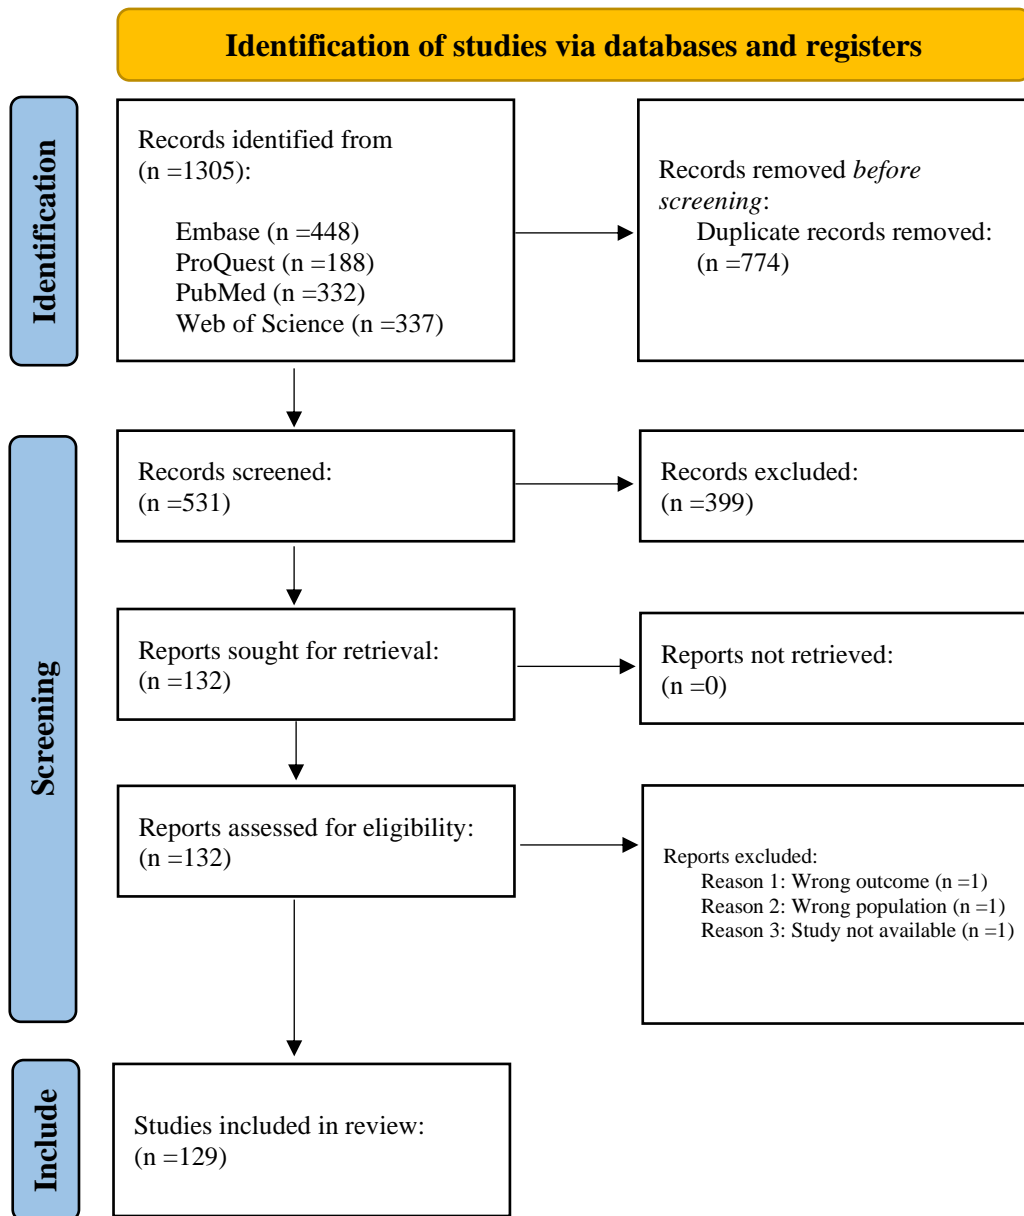 Identification of studies via databases and registers
Identification
Records identified from
(n =1305):
Embase (n =448)
ProQuest (n =188)
PubMed (n =332)
Web of Science (n =337)
Records removed before
screening:
Duplicate records removed:
(n =774)
Screening
Records screened:
(n =531)
Records excluded:
(n =399)
Reports sought for retrieval:
(n =132)
Reports not retrieved:
(n =0)
Reports assessed for eligibility:
(n =132)
Reports excluded:
Reason 1: Wrong outcome (n =1)
Reason 2: Wrong population (n =1)
Reason 3: Study not available (n =1)
Include
Studies included in review:
(n =129)